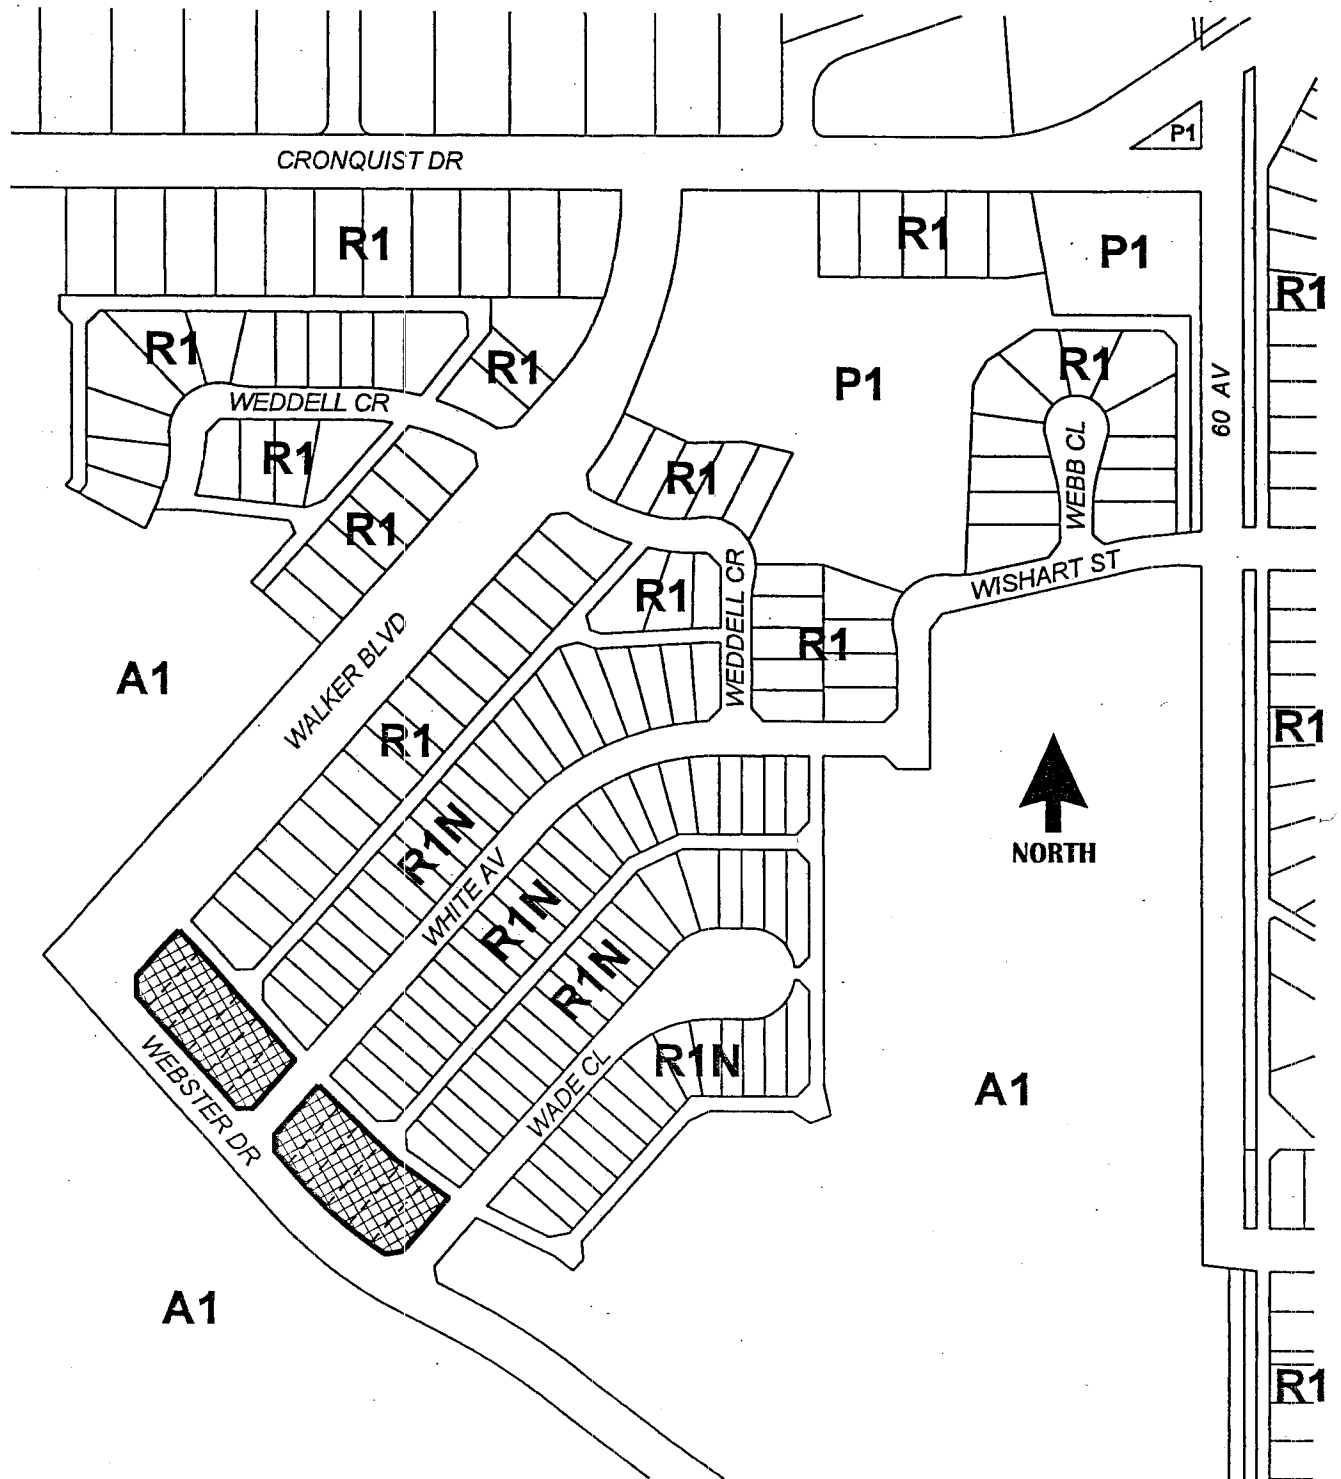 P1
CRONQUIST DR
R1
R1
P1
R1
R1
R1
R1
P1
WEDDELL CR
60 AV
R1
R1
WEBB CL
R1
WEDDELL CR
WISHART ST
R1
R1
A1
WALKER BLVD
R1
R1
R1N
NORTH
WHITE AV
R1N
R1N
WEBSTER DR
WADE CL
R1N
A1
A1
R1